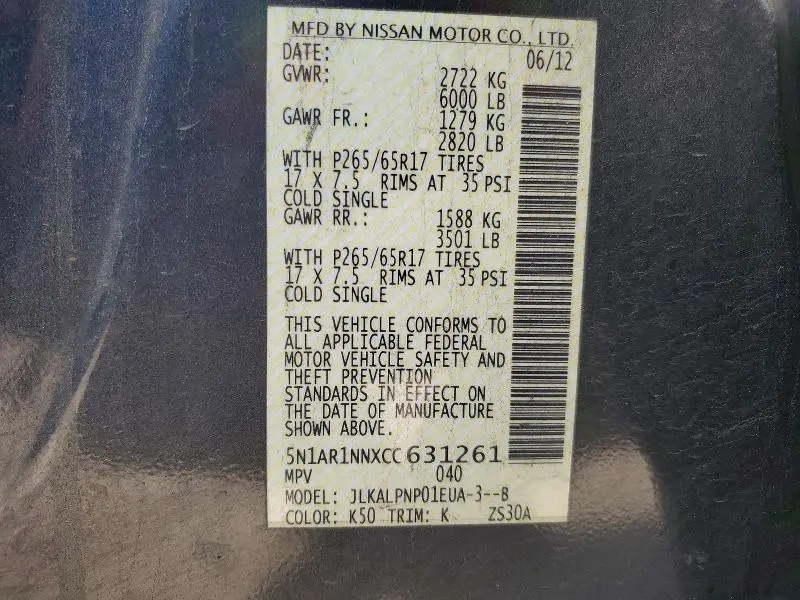 MFD BY NISSAN MOTOR CO., LTD.
DATE: 06/12
GVWR: 2722 KG
6000 LB
GAWR FR.: 1279 KG
2820 LB
WITH P265/65R17 TIRES
17 X 7.5 RIMS AT 35 PSI
COLD SINGLE
GAWR RR.: 1588 KG
3501 LB
WITH P265/65R17 TIRES
17 X 7.5 RIMS AT 35 PSI
COLD SINGLE
THIS VEHICLE CONFORMS TO
ALL APPLICABLE FEDERAL
MOTOR VEHICLE SAFETY AND
THEFT PREVENTION
STANDARDS IN EFFECT ON
THE DATE OF MANUFACTURE
SHOWN ABOVE.
5N1AR1NNXCC 631261
MPV 040
MODEL: JLKALPNP01EUA-3--B
COLOR: K50 TRIM: K ZS30A